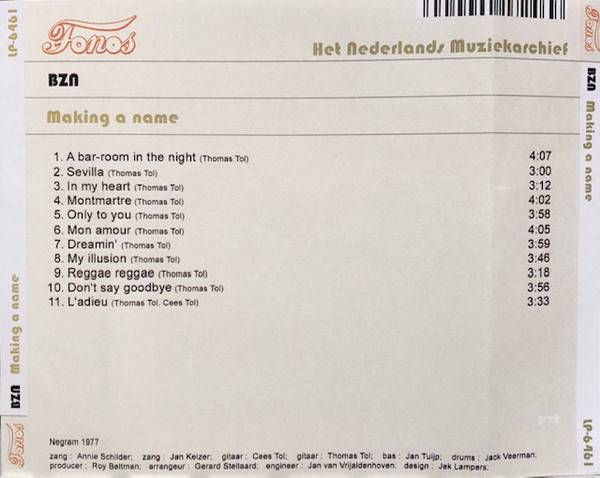 Fonos
Het Nederlands Muziekarchief
BZN
Making a name
1. A bar-room in the night (Thomas Tol) 4:07
2. Sevilla (Thomas Tol) 3:00
3. In my heart (Thomas Tol) 3:12
4. Montmartre (Thomas Tol) 4:02
5. Only to you (Thomas Tol) 3:58
6. Mon amour (Thomas Tol) 4:05
7. Dreamin' (Thomas Tol) 3:59
8. My illusion (Thomas Tol) 3:46
9. Reggae reggae (Thomas Tol) 3:18
10. Don't say goodbye (Thomas Tol) 3:56
11. L'adieu (Thomas Tol. Cees Tol) 3:33
Negram 1977
zang : Annie Schilder; zang : Jan Keizer; gitaar : Cees Tol; gitaar : Thomas Tol; bas : Jan Tuijp; drums : Jack Veerman;
producer : Roy Beltman; arrangeur : Gerard Stellaard; engineer : Jan van Vrijaldenhoven; design : Jek Lampers;
Fonos BZN Making a name LP-6461
BZN Making a name LP-6461